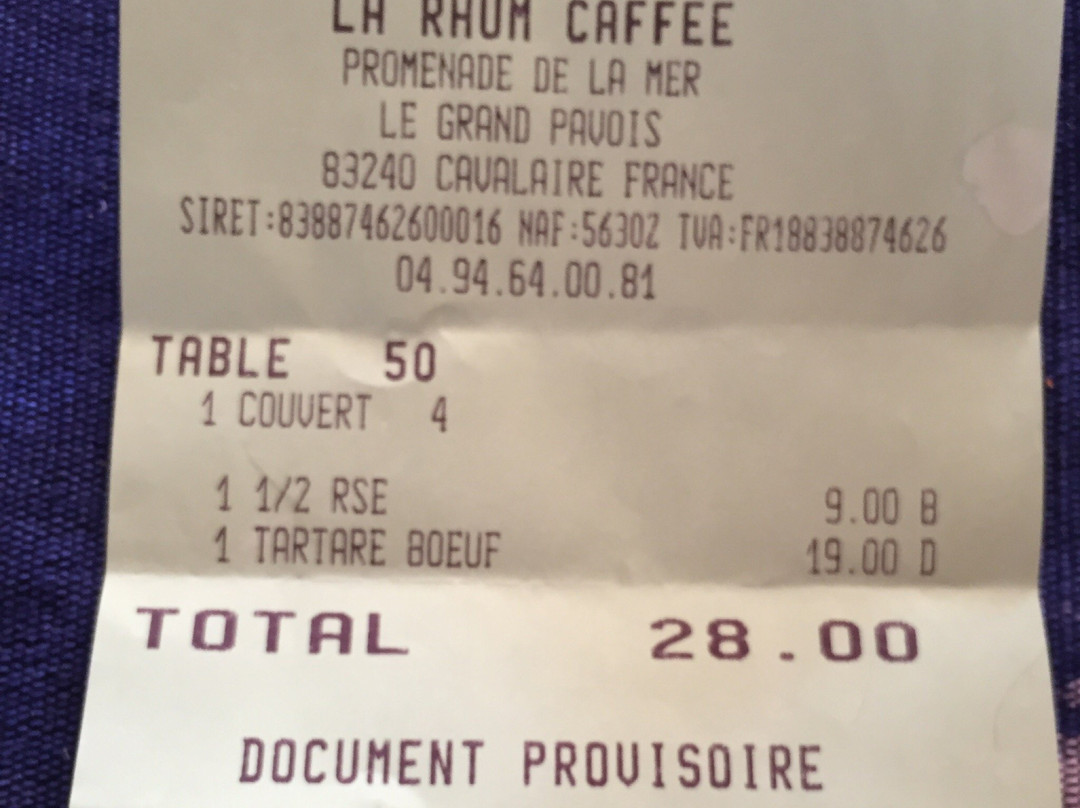 LA RHUM CAFFEE
PROMENADE DE LA MER
LE GRAND PAVOIS
83240 CAVALAIRE FRANCE
SIRET:83887462600016 NAF:5630Z TVA:FR18838874626
04.94.64.00.81
TABLE 50
1 COUVERT 4
1 1/2 RSE 9.00 B
1 TARTARE BOEUF 19.00 D
TOTAL 28.00
DOCUMENT PROVISOIRE